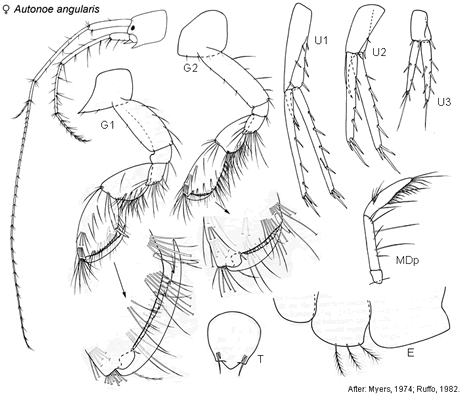 ♀ Autonoe angularis
G2
U1
U2
U3
G1
MDp
T
E
After: Myers, 1974; Ruffo, 1982.